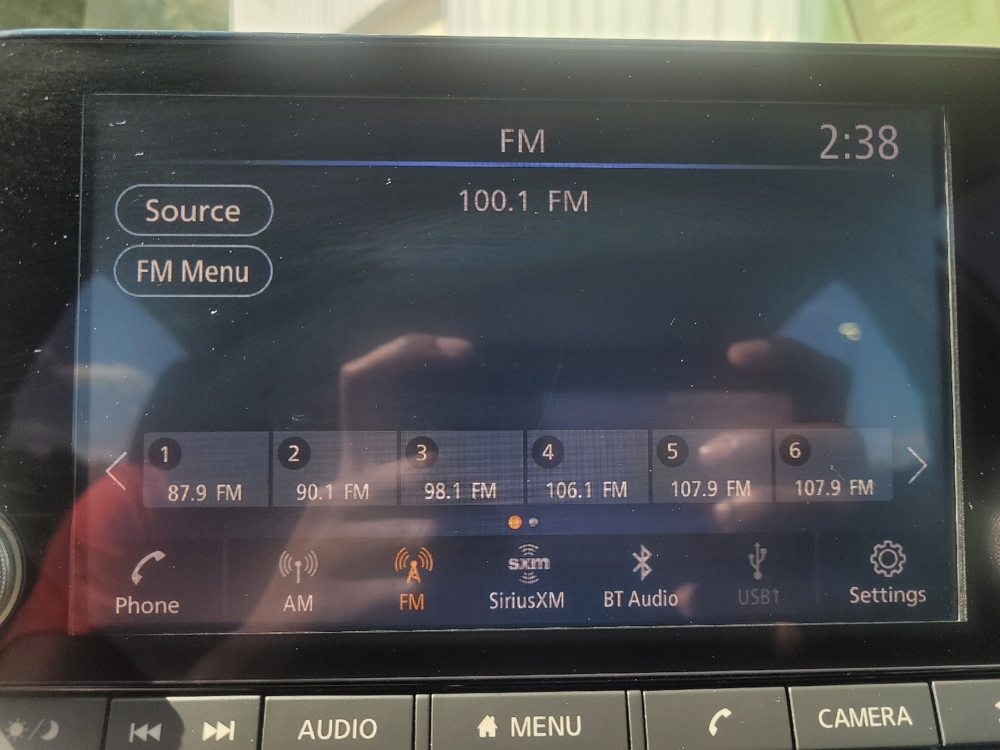 FM
2:38
100.1 FM
Source
FM Menu
1 2 3 4 5 6
87.9 FM 90.1 FM 98.1 FM 106.1 FM 107.9 FM 107.9 FM
sxm
Phone AM FM SiriusXM BT Audio USB1 Settings
AUDIO MENU CAMERA